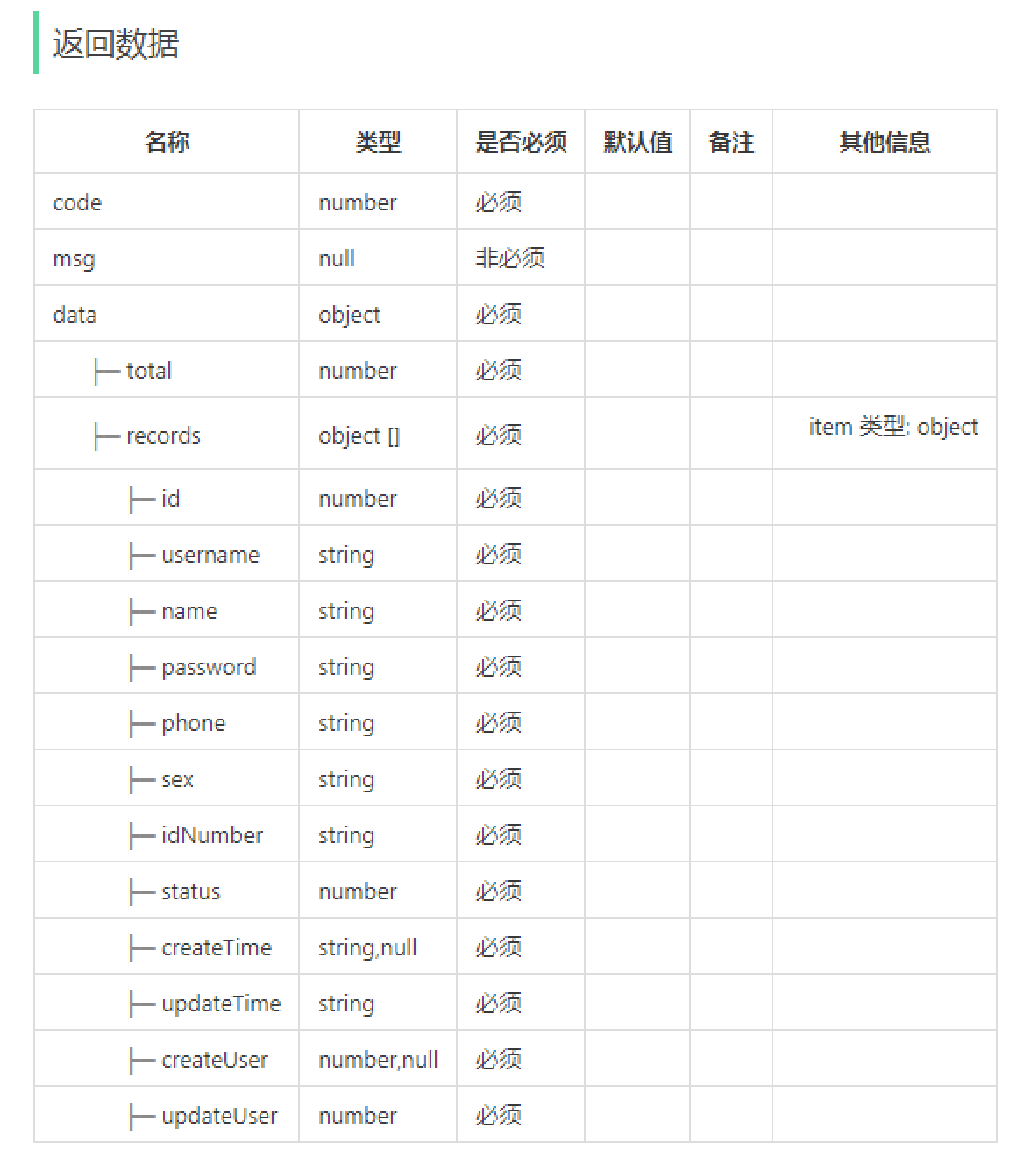 返回数据
名称 类型 是否必须 默认值 备注 其他信息
code number 必须
msg null 非必须
data object 必须
├─ total number 必须
├─ records object [] 必须 item 类型: object
├─ id number 必须
├─ username string 必须
├─ name string 必须
├─ password string 必须
├─ phone string 必须
├─ sex string 必须
├─ idNumber string 必须
├─ status number 必须
├─ createTime string,null 必须
├─ updateTime string 必须
├─ createUser number,null 必须
├─ updateUser number 必须